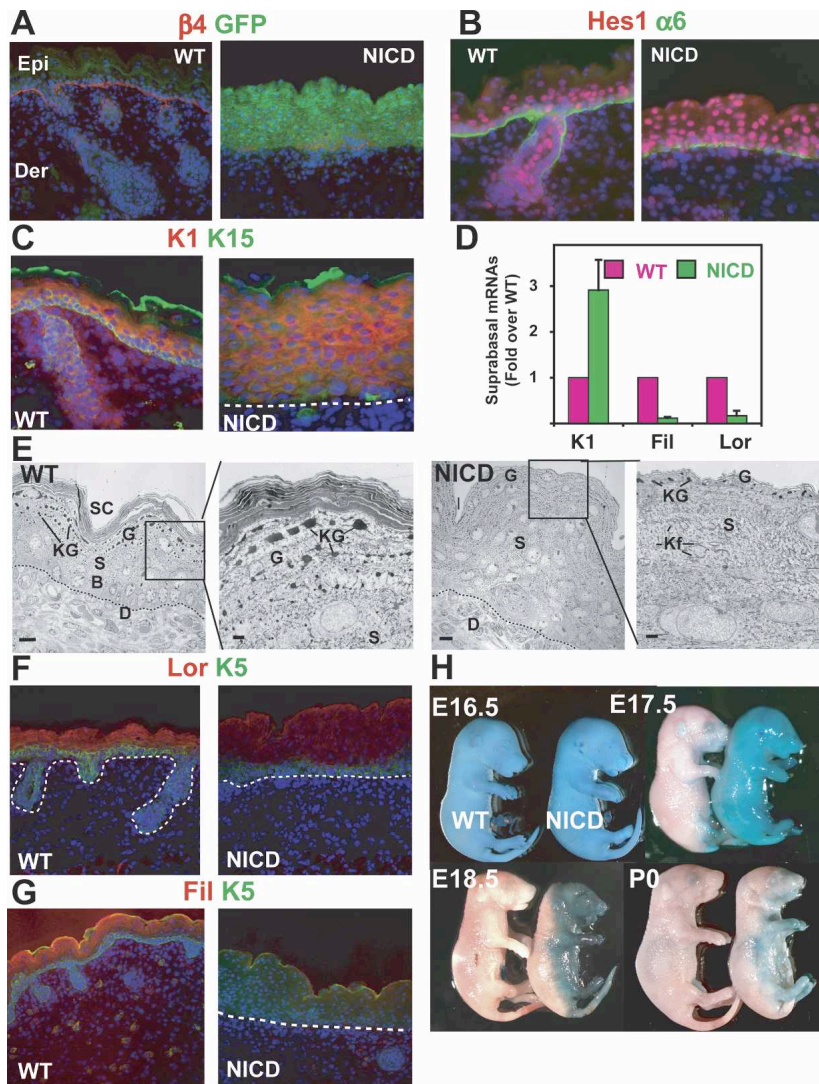 A
β4 GFP
Epi
WT
NICD
Der
B
Hes1 α6
WT
NICD
C
K1 K15
WT
NICD
D
Suprabasal mRNAs
(Fold over WT)
WT NICD
3
2
1
K1 Fil Lor
E
WT
SC
G
KG
S
B
D
KG
G
S
NICD
G
S
D
G
KG
S
Kf
F
Lor K5
WT
NICD
G
Fil K5
WT
NICD
H
E16.5
E17.5
WT
NICD
E18.5
P0